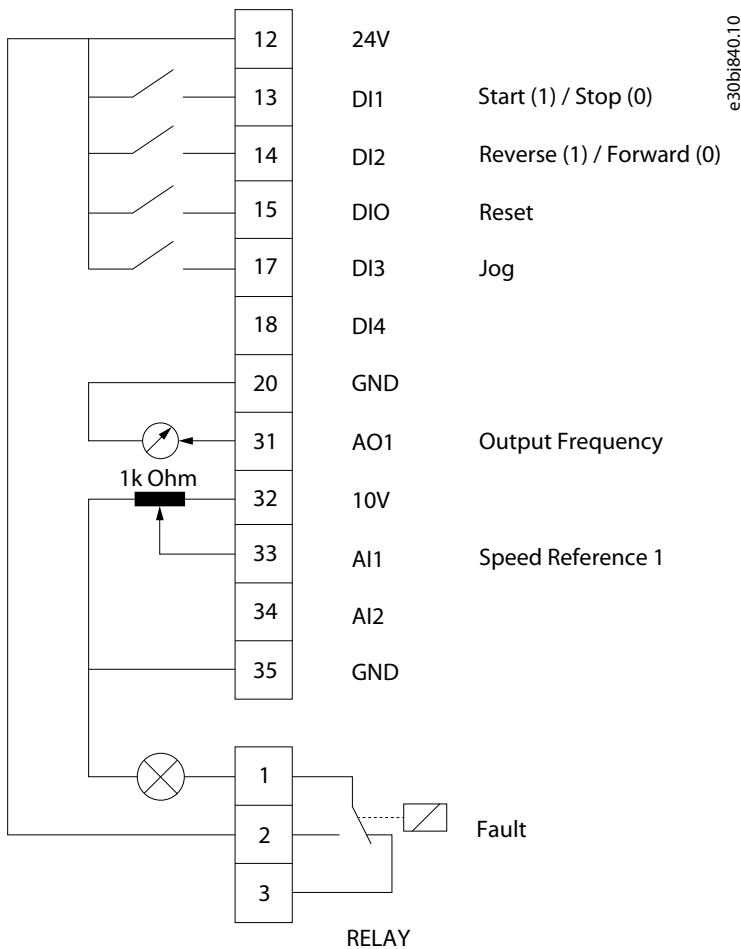 12 24V
13 DI1 Start (1) / Stop (0)
14 DI2 Reverse (1) / Forward (0)
15 DIO Reset
17 DI3 Jog
18 DI4
20 GND
31 AO1 Output Frequency
1k Ohm
32 10V
33 AI1 Speed Reference 1
34 AI2
35 GND
1
2 Fault
3
RELAY
e30bj840.10